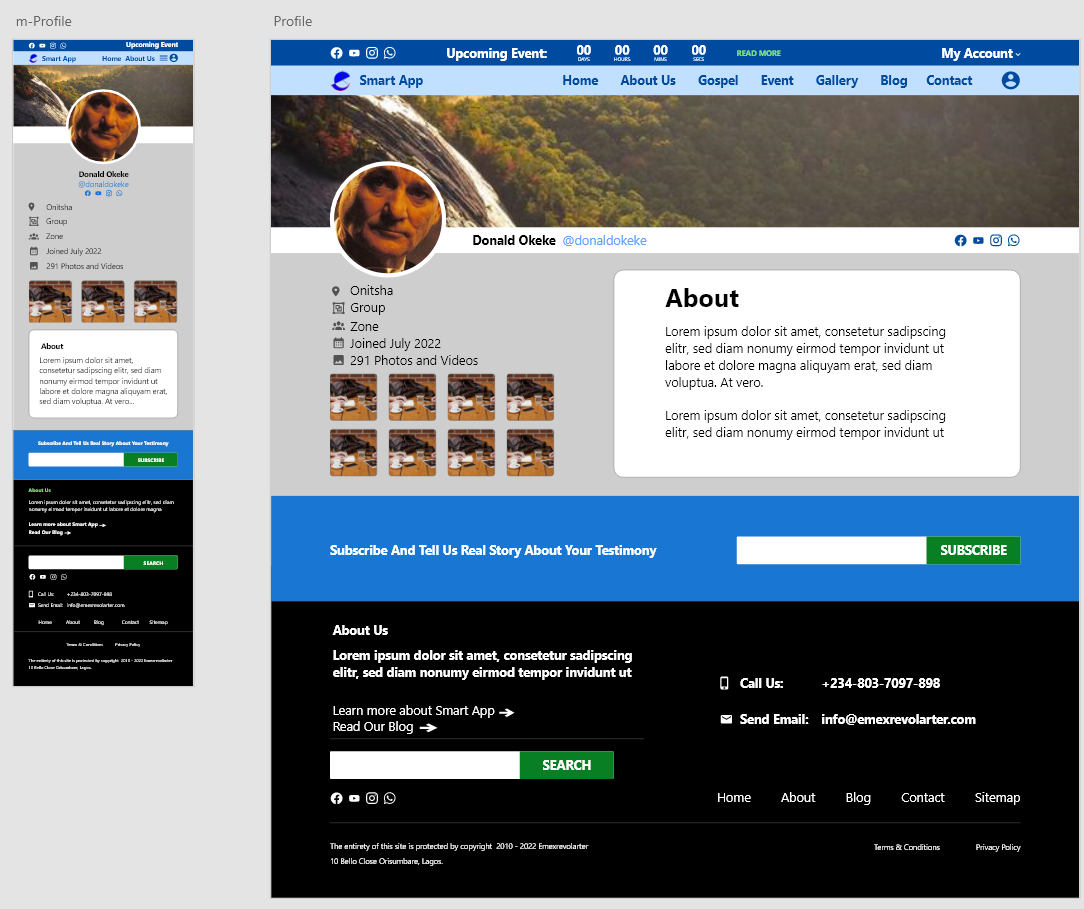 m-Profile
Upcoming Event
Smart App Home About Us
Donald Okeke
@donaldokeke
Onitsha
Group
Zone
Joined July 2022
291 Photos and Videos
About
Lorem ipsum dolor sit amet,
consetetur sadipscing elitr, sed diam
nonumy eirmod tempor invidunt ut
labore et dolore magna aliquyam erat,
sed diam voluptua. At vero...
Subscribe And Tell Us Real Story About Your Testimony
SUBSCRIBE
About Us
Lorem ipsum dolor sit amet, consetetur sadipscing elitr, sed diam
nonumy eirmod tempor invidunt ut labore et dolore magna
Learn more about Smart App
Read Our Blog
SEARCH
Call Us: +234-803-7097-898
Send Email: info@emexrevolarter.com
Home About Blog Contact Sitemap
Terms & Conditions Privacy Policy
The entirety of this site is protected by copyright 2010 - 2022 Emexrevolarter
10 Bello Close Orisumbare, Lagos.
Profile
Upcoming Event: 00 00 00 00 READ MORE My Account
DAYS HOURS MINS SECS
Smart App Home About Us Gospel Event Gallery Blog Contact
Donald Okeke @donaldokeke
Onitsha
Group
Zone
Joined July 2022
291 Photos and Videos
About
Lorem ipsum dolor sit amet, consetetur sadipscing
elitr, sed diam nonumy eirmod tempor invidunt ut
labore et dolore magna aliquyam erat, sed diam
voluptua. At vero.
Lorem ipsum dolor sit amet, consetetur sadipscing
elitr, sed diam nonumy eirmod tempor invidunt ut
Subscribe And Tell Us Real Story About Your Testimony SUBSCRIBE
About Us
Lorem ipsum dolor sit amet, consetetur sadipscing
elitr, sed diam nonumy eirmod tempor invidunt ut
Learn more about Smart App
Read Our Blog
SEARCH
Call Us: +234-803-7097-898
Send Email: info@emexrevolarter.com
Home About Blog Contact Sitemap
The entirety of this site is protected by copyright 2010 - 2022 Emexrevolarter
10 Bello Close Orisumbare, Lagos.
Terms & Conditions Privacy Policy